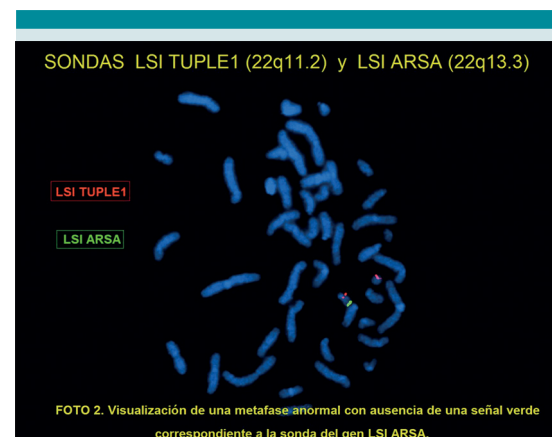 SONDAS LSI TUPLE1 (22q11.2) y LSI ARSA (22q13.3)
LSI TUPLE1
LSI ARSA
FOTO 2. Visualización de una metafase anormal con ausencia de una señal verde
correspondiente a la sonda del gen LSI ARSA.